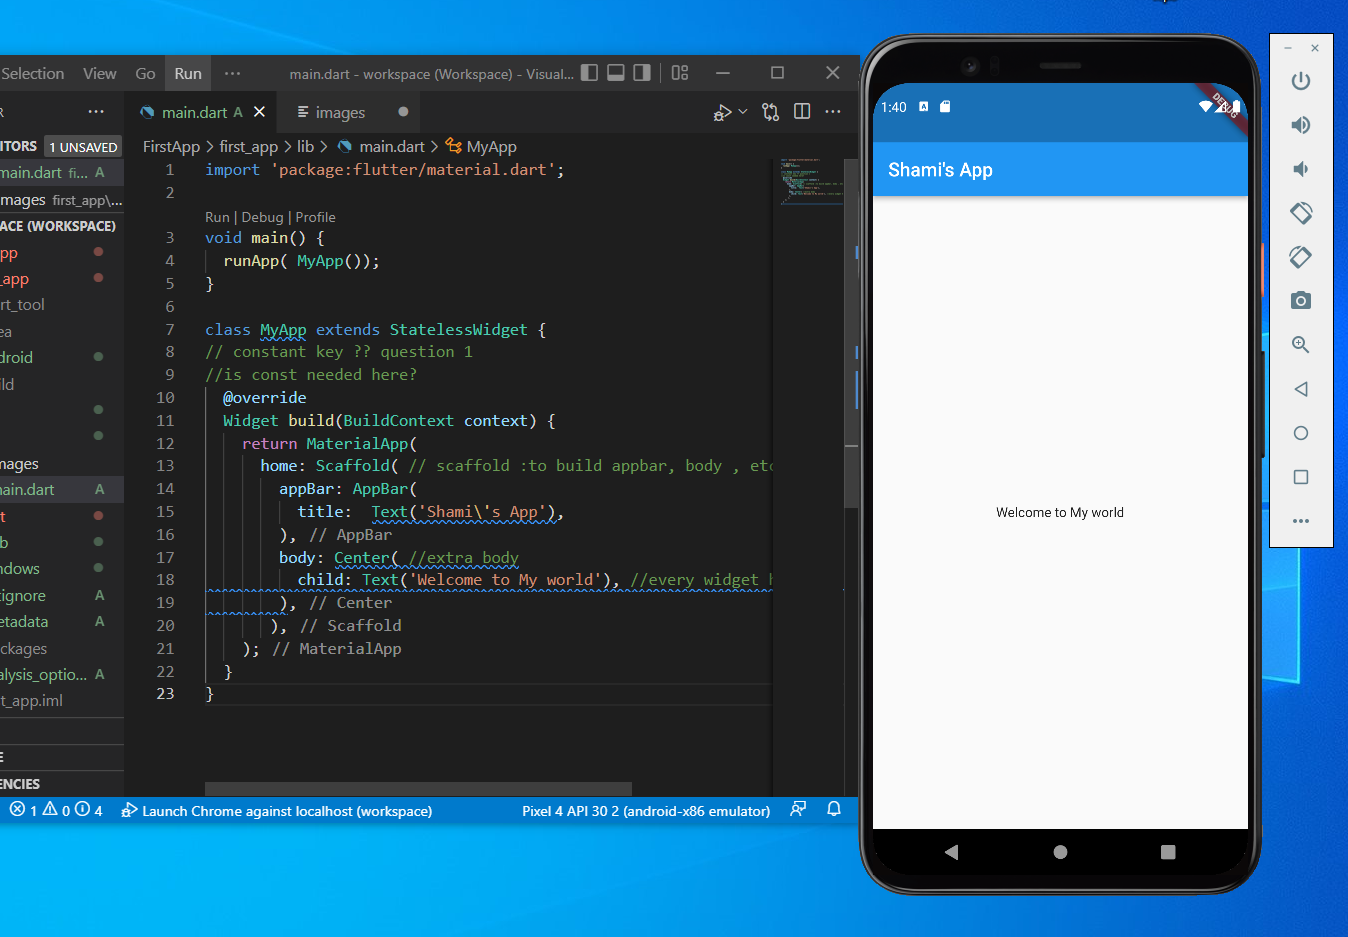 Selection View Go Run ··· main.dart - workspace (Workspace) - Visual...
R ···
main.dart A
images
ITORS 1 UNSAVED
main.dart fi... A
mages first_app\...
ACE (WORKSPACE)
pp
_app
rt_tool
ea
droid
ild
mages
main.dart A
t
b
ndows
tignore A
etadata A
ckages
alysis_optio... A
t_app.iml
E
ENCIES
FirstApp > first_app > lib > main.dart > MyApp
1 import 'package:flutter/material.dart';
2
Run | Debug | Profile
3 void main() {
4 runApp( MyApp());
5 }
6
7 class MyApp extends StatelessWidget {
8 // constant key ?? question 1
9 //is const needed here?
10 @override
11 Widget build(BuildContext context) {
12 return MaterialApp(
13 home: Scaffold( // scaffold :to build appbar, body , etc
14 appBar: AppBar(
15 title: Text('Shami\'s App'),
16 ), // AppBar
17 body: Center( //extra body
18 child: Text('Welcome to My world'), //every widget h
19 ), // Center
20 ), // Scaffold
21 ); // MaterialApp
22 }
23 }
1 0 4 Launch Chrome against localhost (workspace) Pixel 4 API 30 2 (android-x86 emulator)
1:40
DEBUG
Shami's App
Welcome to My world